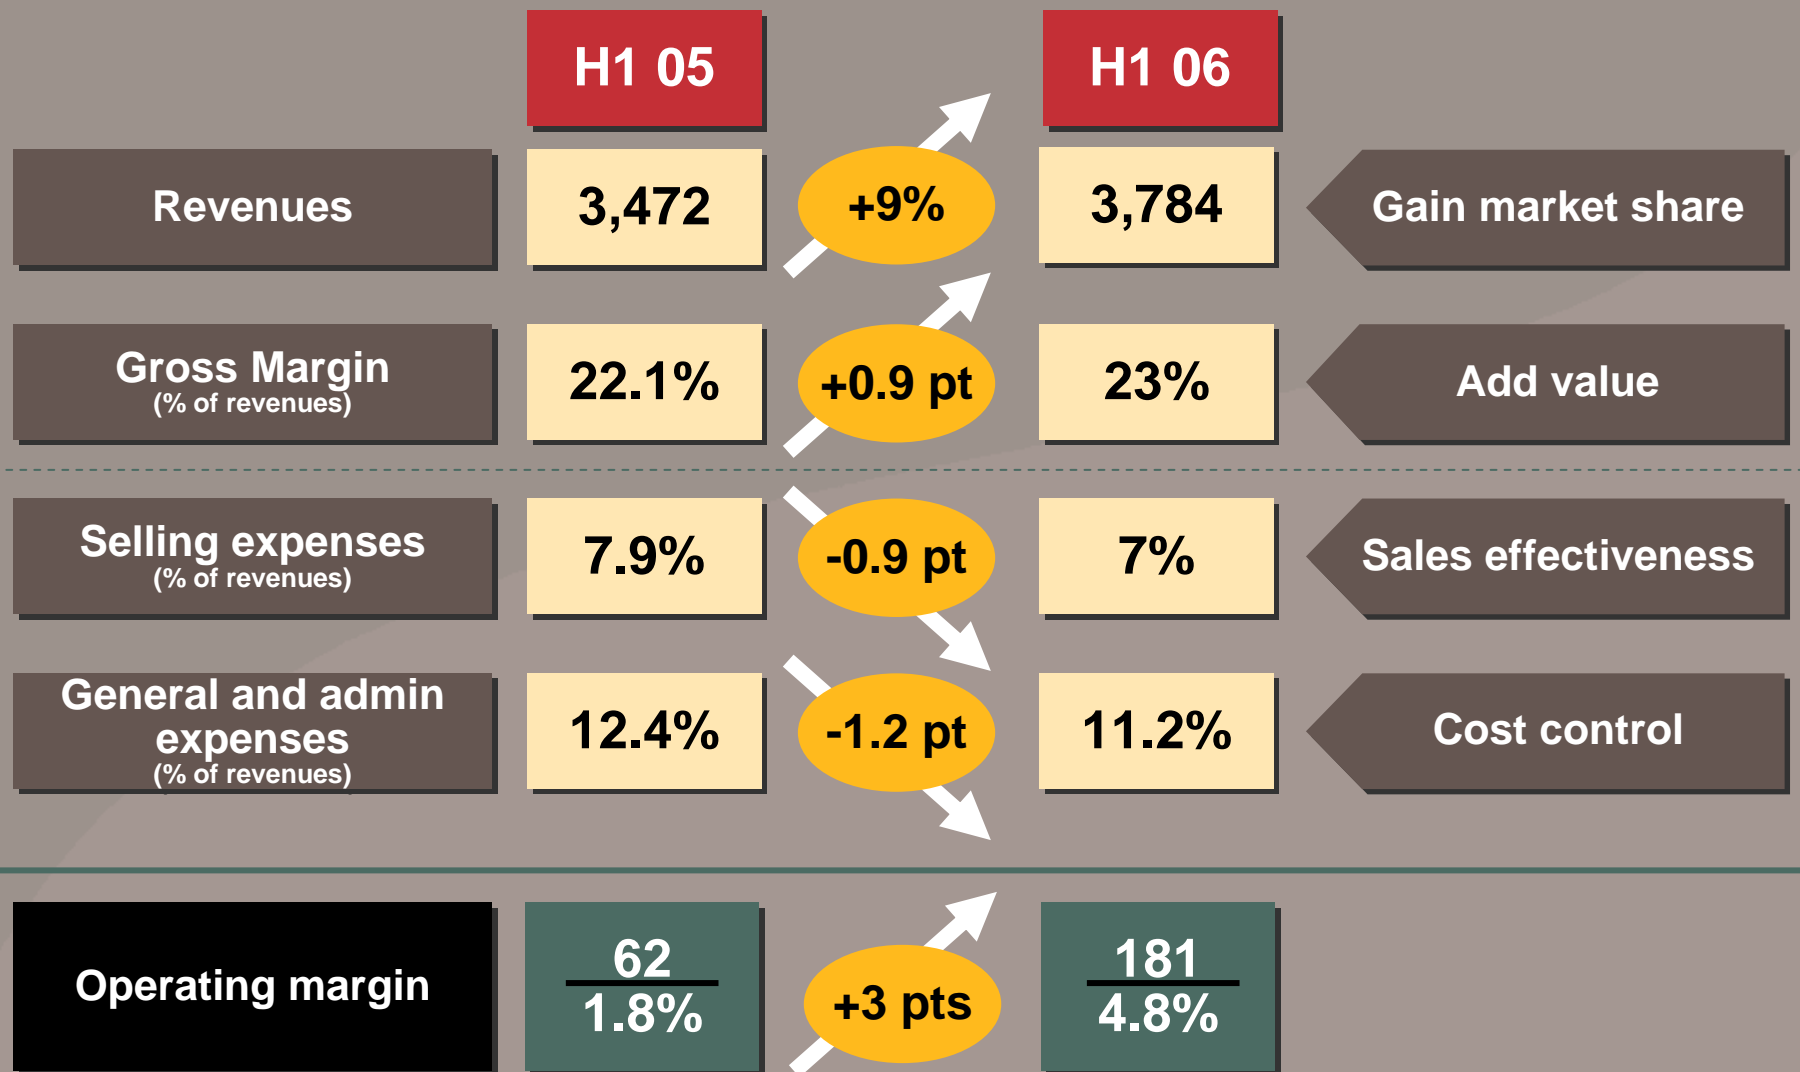 H1 05
H1 06
Revenues
3,472
+9%
3,784
Gain market share
Gross Margin
(% of revenues)
22.1%
+0.9 pt
23%
Add value
Selling expenses
(% of revenues)
7.9%
-0.9 pt
7%
Sales effectiveness
General and admin
expenses
(% of revenues)
12.4%
-1.2 pt
11.2%
Cost control
Operating margin
62
1.8%
+3 pts
181
4.8%